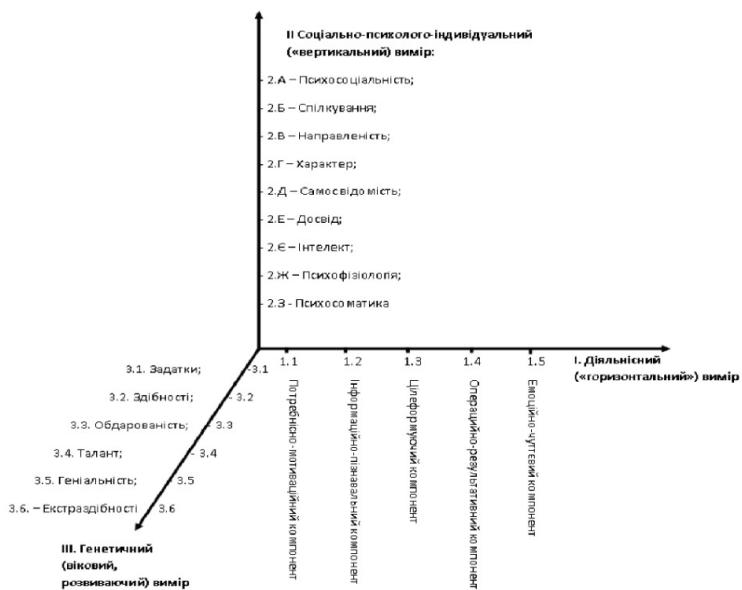 II Соціально-психолого-індивідуальний
(«вертикальний) вимір:
2.А – Психосоціальність;
2.Б – Спілкування;
2.В – Направленість;
2.Г – Характер;
2.Д – Самосвідомість;
2.Е – Досвід;
2.Є – Інтелект;
2.Ж – Психофізіологія;
2.З - Психосоматика
1.1 1.2 1.3 1.4 1.5
I. Діяльнісний
(«горизонтальний») вимір
Потребнісно-мотиваційний компонент
Інформаційно-пізнавальний компонент
Цілеформуючий компонент
Операційно-результативний компонент
Емоційно-чуттєвий компонент
3.1. Задатки; 3.1
3.2. Здібності; 3.2
3.3. Обдарованість; 3.3
3.4. Талант; 3.4
3.5. Геніальність; 3.5
3.6. – Екстраздібності 3.6
III. Генетичний
(віковий,
розвиваючий) вимір